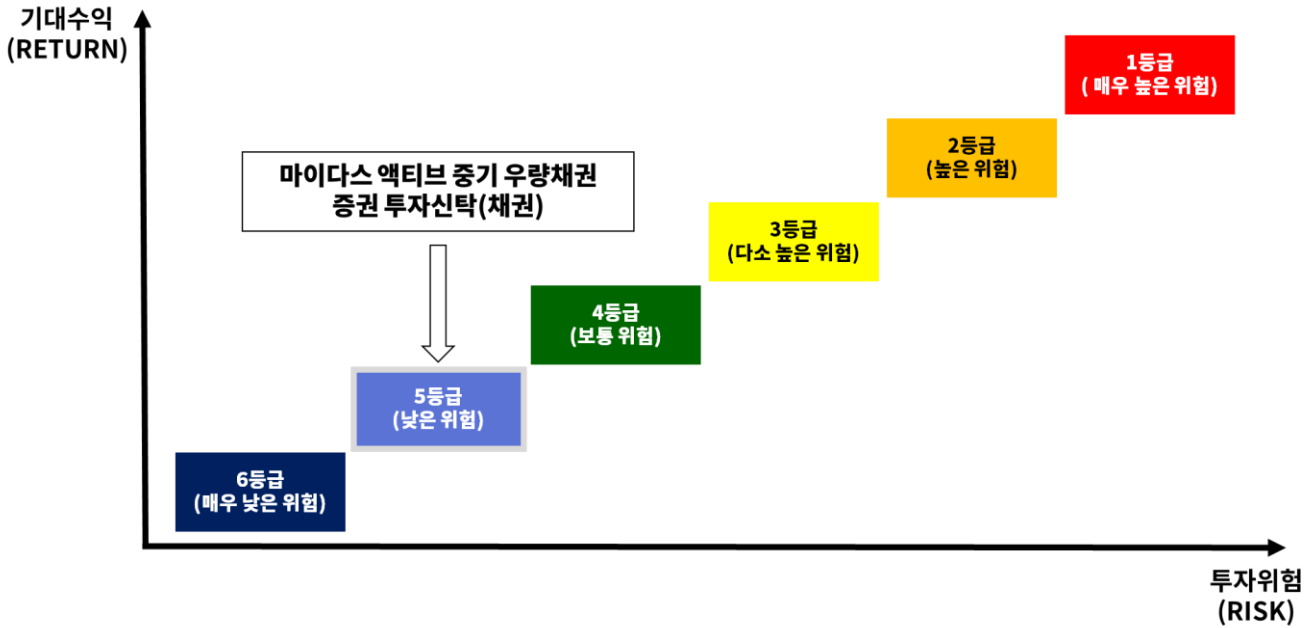 기대수익
(RETURN)
1등급
( 매우 높은 위험)
2등급
(높은 위험)
마이다스 액티브 중기 우량채권
증권 투자신탁(채권)
3등급
(다소 높은 위험)
4등급
(보통 위험)
5등급
(낮은 위험)
6등급
(매우 낮은 위험)
투자위험
(RISK)